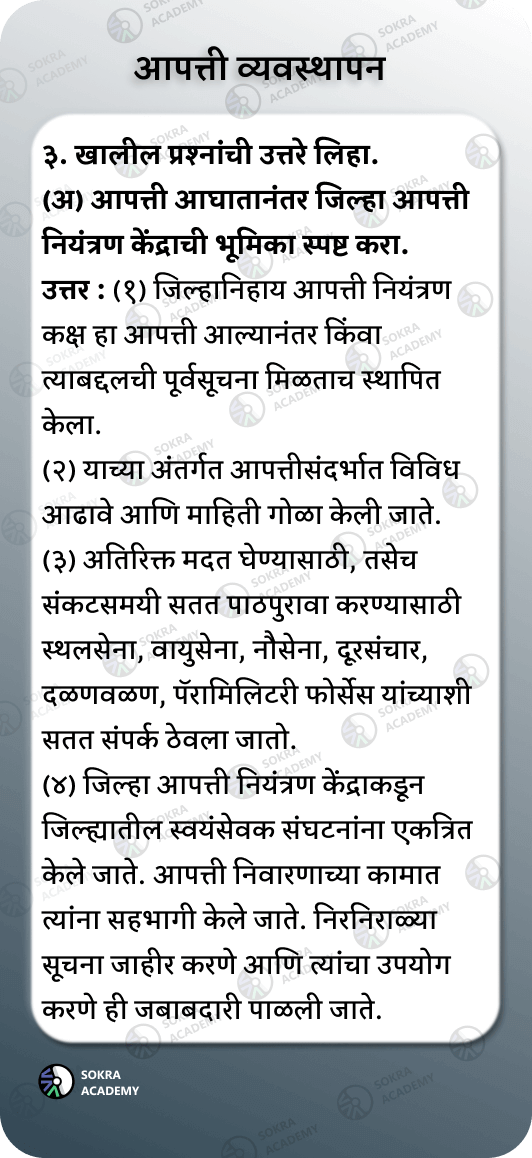 आपत्ती व्यवस्थापन
३. खालील प्रश्नांची उत्तरे लिहा.
(अ) आपत्ती आघातानंतर जिल्हा आपत्ती
नियंत्रण केंद्राची भूमिका स्पष्ट करा.
उत्तर : (१) जिल्हानिहाय आपत्ती नियंत्रण
कक्ष हा आपत्ती आल्यानंतर किंवा
त्याबद्दलची पूर्वसूचना मिळताच स्थापित
केला.
(२) याच्या अंतर्गत आपत्तीसंदर्भात विविध
आढावे आणि माहिती गोळा केली जाते.
(३) अतिरिक्त मदत घेण्यासाठी, तसेच
संकटसमयी सतत पाठपुरावा करण्यासाठी
स्थलसेना, वायुसेना, नौसेना, दूरसंचार,
दळणवळण, पॅरामिलिटरी फोर्सेस यांच्याशी
सतत संपर्क ठेवला जातो.
(४) जिल्हा आपत्ती नियंत्रण केंद्राकडून
जिल्ह्यातील स्वयंसेवक संघटनांना एकत्रित
केले जाते. आपत्ती निवारणाच्या कामात
त्यांना सहभागी केले जाते. निरनिराळ्या
सूचना जाहीर करणे आणि त्यांचा उपयोग
करणे ही जबाबदारी पाळली जाते.
SOKRA
ACADEMY